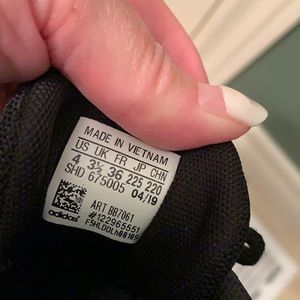 MADE IN VIETNAM
US UK FR JP CHN
4 3½ 36 225 220
SHD 675005 04/19
ART BB7061
#122965551
adidas